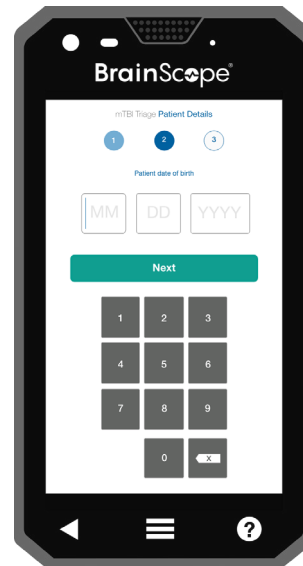 BrainScope®
mTBI Triage Patient Details
1 2 3
Patient date of birth
MM DD YYYY
Next
1 2 3
4 5 6
7 8 9
0 X
?